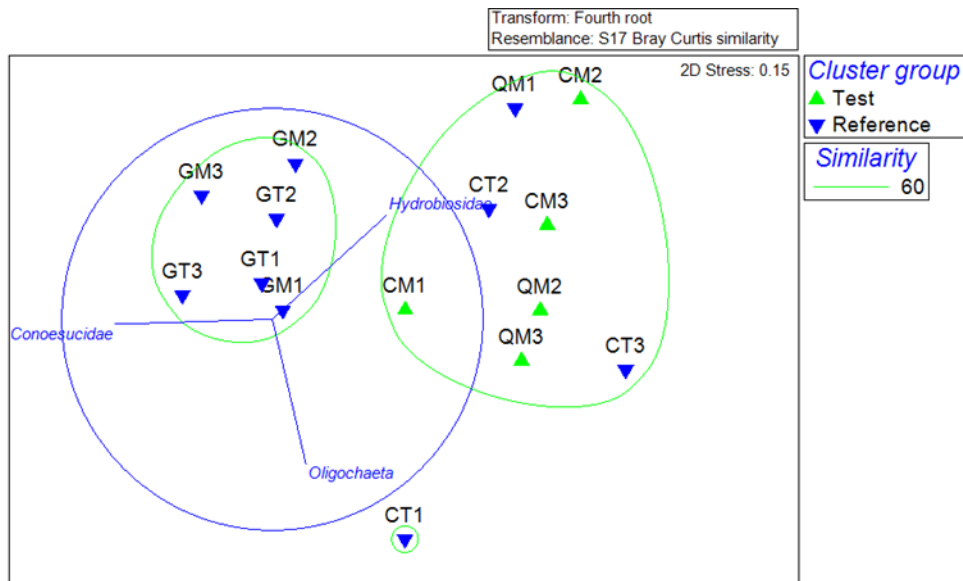 Transform: Fourth root
Resemblance: S17 Bray Curtis similarity
2D Stress: 0.15
Cluster group
Test
Reference
Similarity
60
QM1
CM2
GM2
GM3
GT2
Hydrobiosidae
CT2
CM3
GT1
GT3
GM1
CM1
QM2
Conoesucidae
QM3
CT3
Oligochaeta
CT1